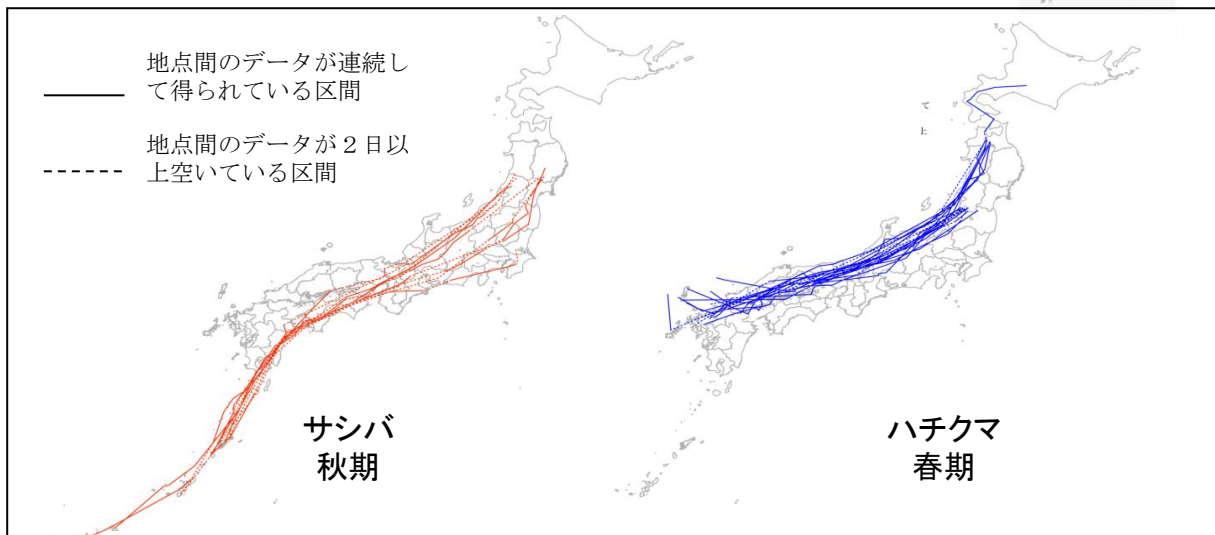 地点間のデータが連続し
て得られている区間
地点間のデータが２日以
上空いている区間
て
上
サシバ
秋期
ハチクマ
春期